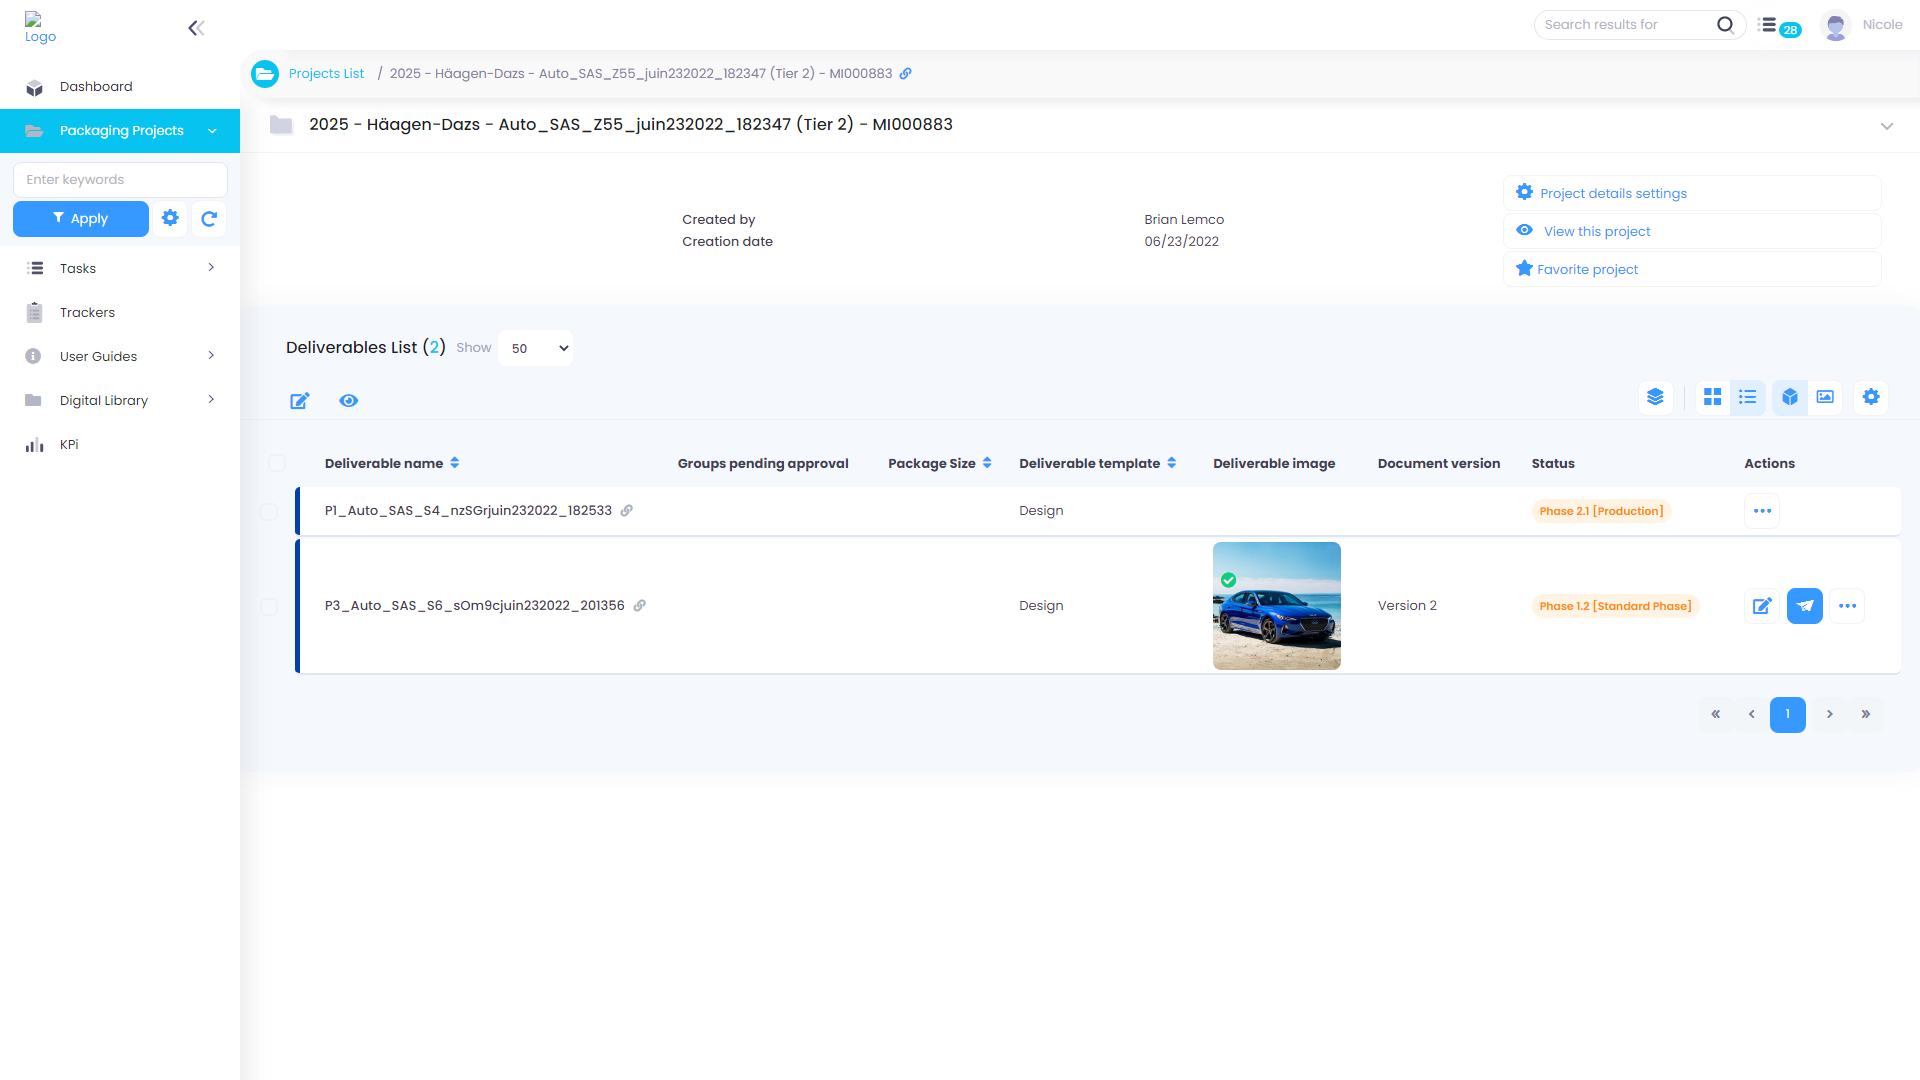 Logo
Search results for
28
Nicole
Dashboard
Projects List / 2025 - Häagen-Dazs - Auto_SAS_Z55_juin232022_182347 (Tier 2) - MI000883
Packaging Projects
2025 - Häagen-Dazs - Auto_SAS_Z55_juin232022_182347 (Tier 2) - MI000883
Enter keywords
Apply
Created by
Brian Lemco
Creation date
06/23/2022
Project details settings
View this project
Favorite project
Tasks
Trackers
User Guides
Digital Library
KPi
Deliverables List (2) Show 50
Deliverable name
Groups pending approval
Package Size
Deliverable template
Deliverable image
Document version
Status
Actions
P1_Auto_SAS_S4_nzSGrjuin232022_182533
Design
Phase 2.1 [Production]
P3_Auto_SAS_S6_sOm9cjuin232022_201356
Design
Version 2
Phase 1.2 [Standard Phase]
« ‹ 1 › »